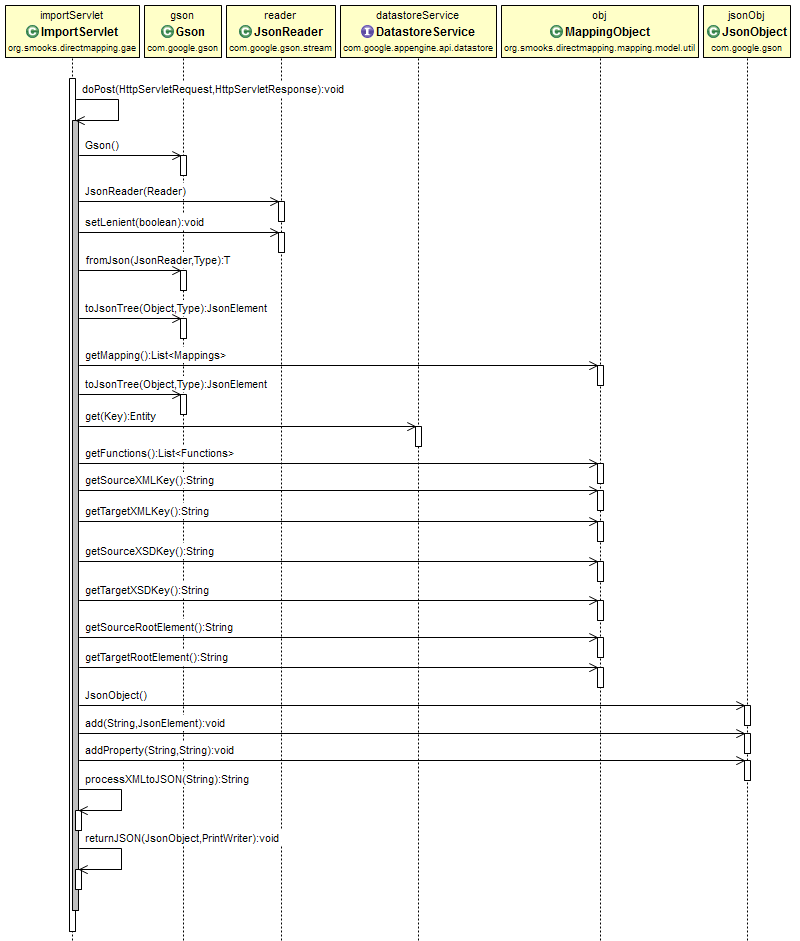 importServlet
C ImportServlet
org.smooks.directmapping.gae
gson
C Gson
com.google.gson
reader
C JsonReader
com.google.gson.stream
datastoreService
I DatastoreService
com.google.appengine.api.datastore
obj
C MappingObject
org.smooks.directmapping.mapping.model.util
jsonObj
C JsonObject
com.google.gson
doPost(HttpServletRequest,HttpServletResponse):void
Gson()
JsonReader(Reader)
setLenient(boolean):void
fromJson(JsonReader,Type):T
toJsonTree(Object,Type):JsonElement
getMapping():List<Mappings>
toJsonTree(Object,Type):JsonElement
get(Key):Entity
getFunctions():List<Functions>
getSourceXMLKey():String
getTargetXMLKey():String
getSourceXSDKey():String
getTargetXSDKey():String
getSourceRootElement():String
getTargetRootElement():String
JsonObject()
add(String,JsonElement):void
addProperty(String,String):void
processXMLtoJSON(String):String
returnJSON(JsonObject,PrintWriter):void